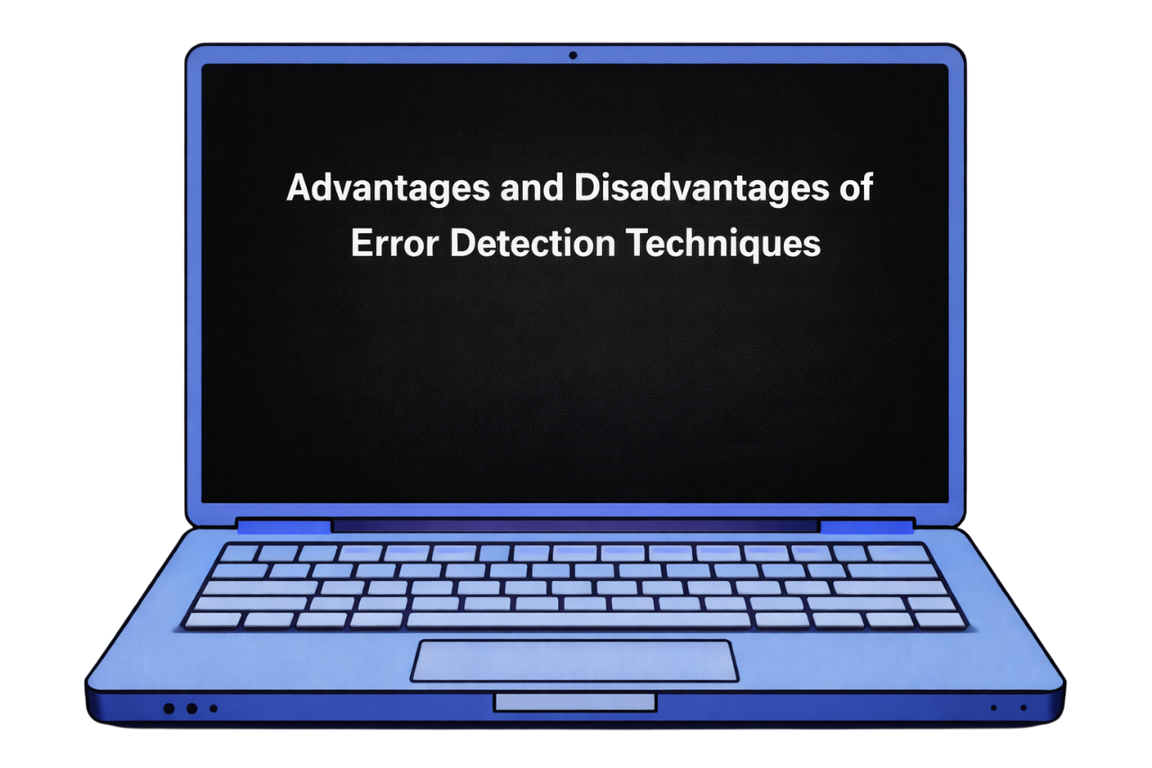 Advantages and Disadvantages of
Error Detection Techniques